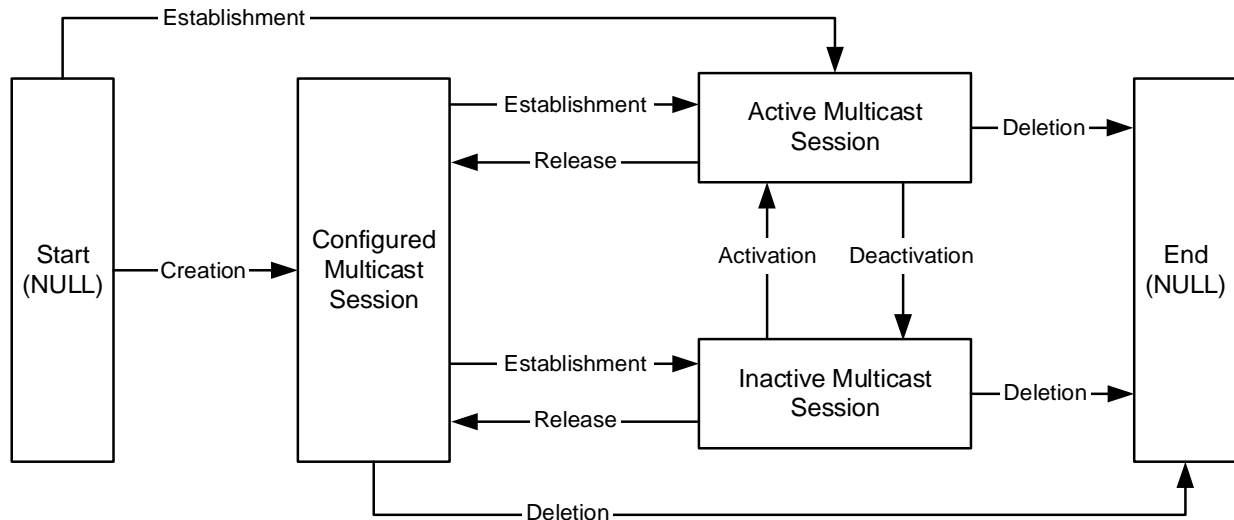 Establishment
Start
(NULL)
Creation
Configured
Multicast
Session
Establishment
Release
Establishment
Release
Active Multicast
Session
Activation
Deactivation
Inactive Multicast
Session
Deletion
Deletion
End
(NULL)
Deletion